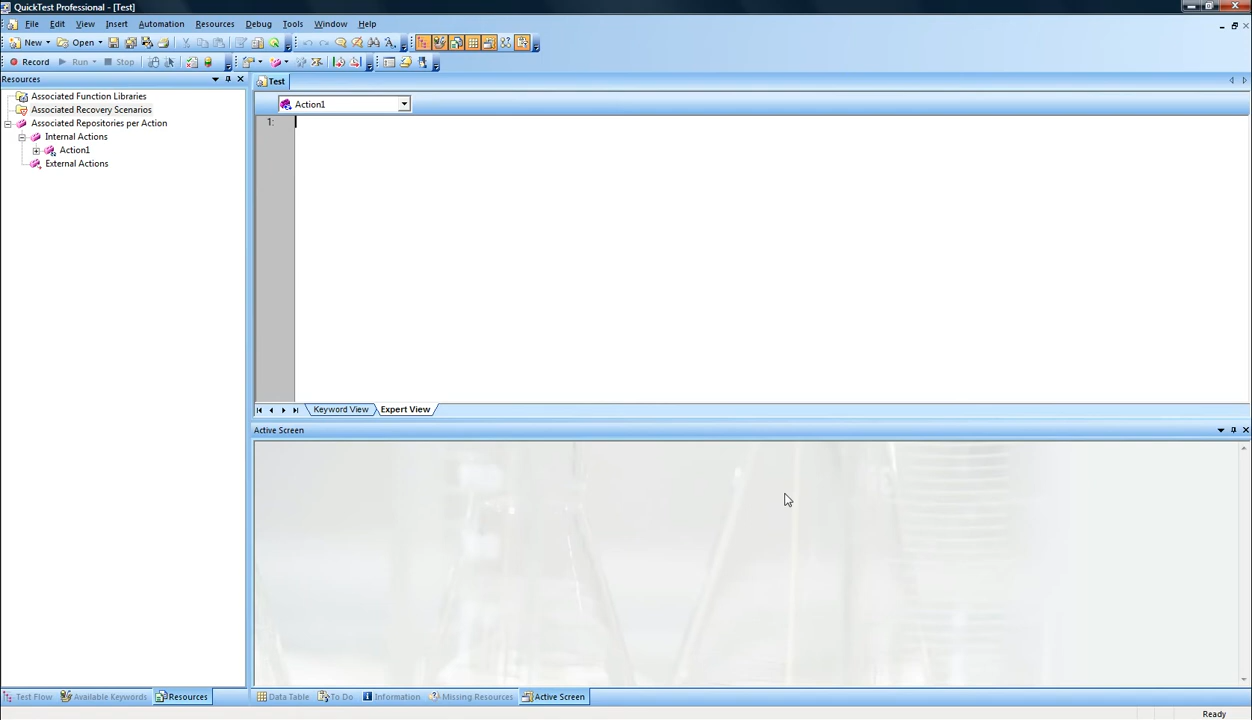 QuickTest Professional - [Test]
File Edit View Insert Automation Resources Debug Tools Window Help
New Open
Record Run Stop
Resources
Test
Associated Function Libraries
Associated Recovery Scenarios
Associated Repositories per Action
Internal Actions
Action1
External Actions
Action1
1:
Keyword View Expert View
Active Screen
Test Flow Available Keywords Resources Data Table To Do Information Missing Resources Active Screen
Ready